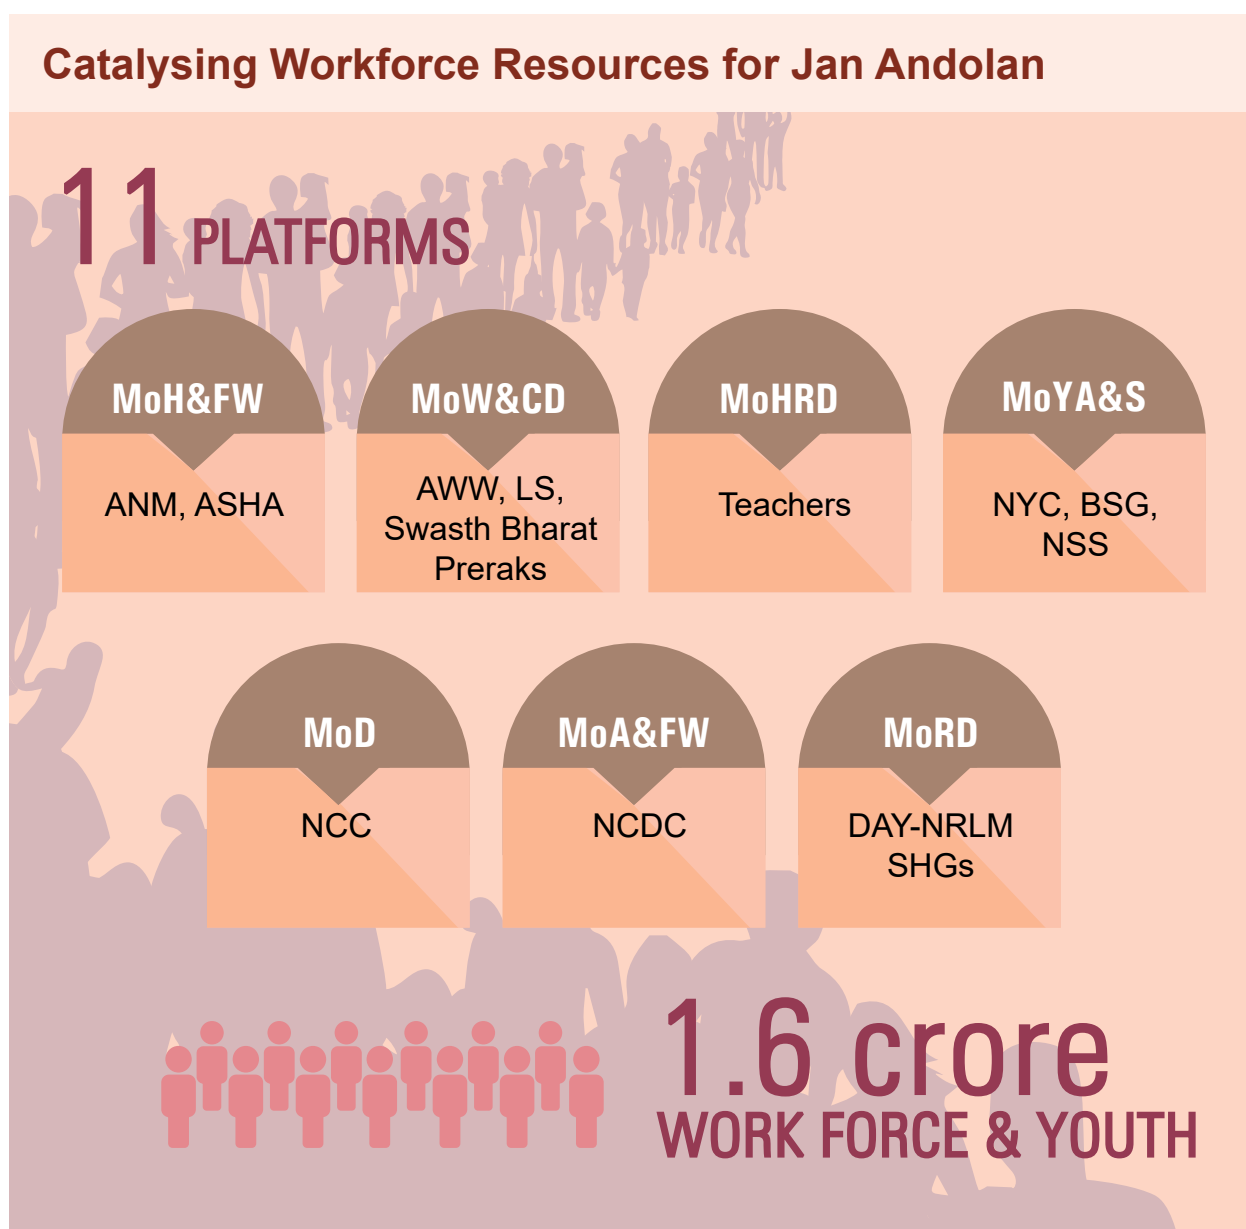 Catalysing Workforce Resources for Jan Andolan
11 PLATFORMS
MoH&FW
ANM, ASHA
MoW&CD
AWW, LS,
Swasth Bharat
Preraks
MoHRD
Teachers
MoYA&S
NYC, BSG,
NSS
MoD
NCC
MoA&FW
NCDC
MoRD
DAY-NRLM
SHGs
1.6 crore
WORK FORCE & YOUTH